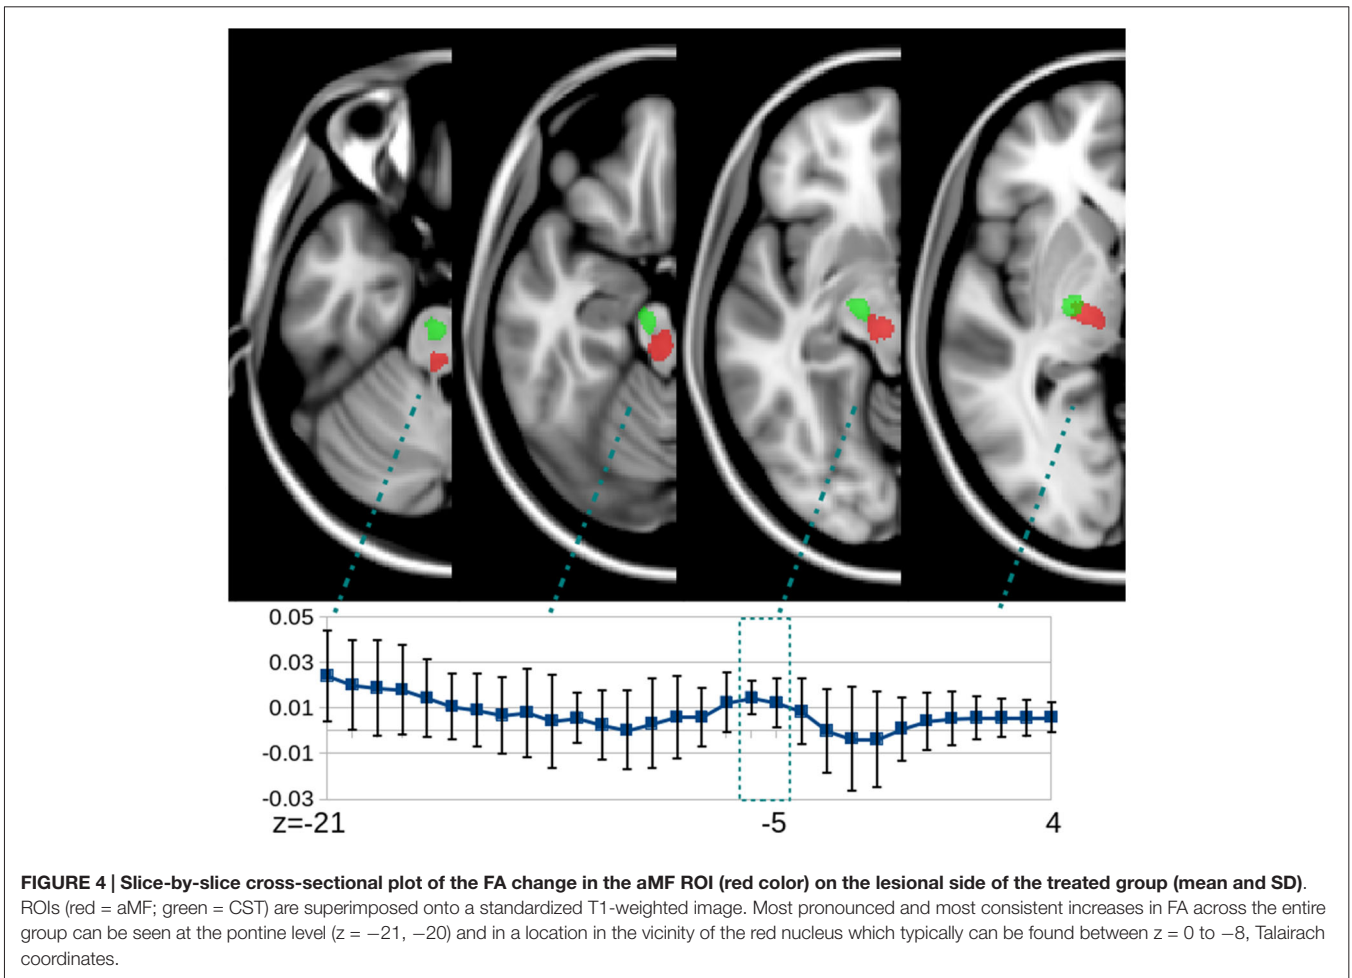 0.05
0.03
0.01
-0.01
-0.03
z=-21
-5
4
FIGURE 4 | Slice-by-slice cross-sectional plot of the FA change in the aMF ROI (red color) on the lesional side of the treated group (mean and SD).
ROIs (red = aMF; green = CST) are superimposed onto a standardized T1-weighted image. Most pronounced and most consistent increases in FA across the entire
group can be seen at the pontine level (z = −21, −20) and in a location in the vicinity of the red nucleus which typically can be found between z = 0 to −8, Talairach
coordinates.